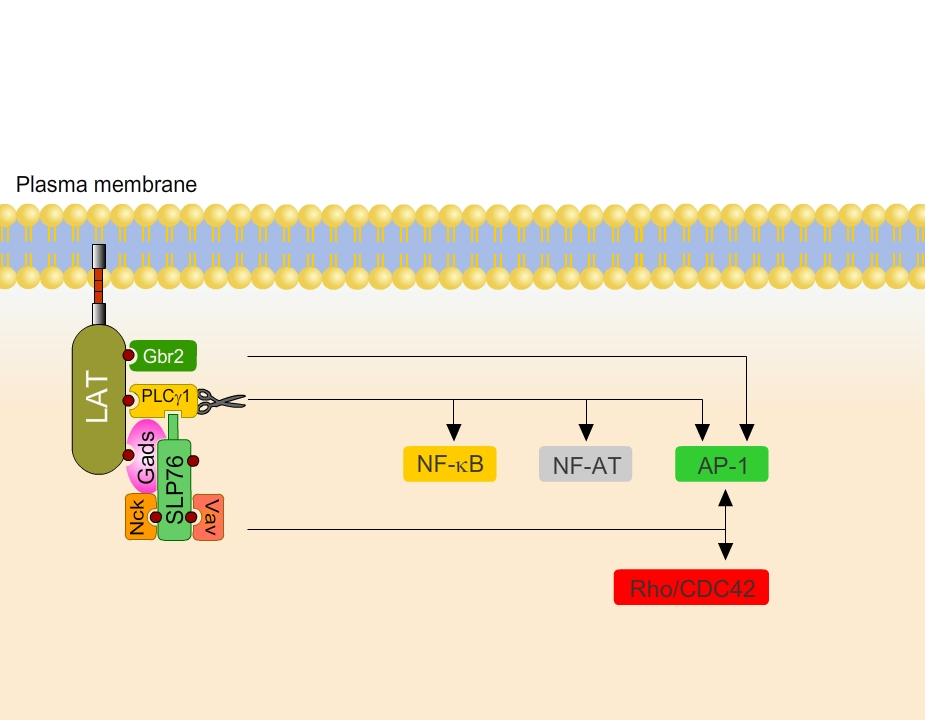 Plasma membrane
LAT
Gbr2
PLCγ1
Gads
SLP76
Nck
Vav
NF-κB
NF-AT
AP-1
Rho/CDC42